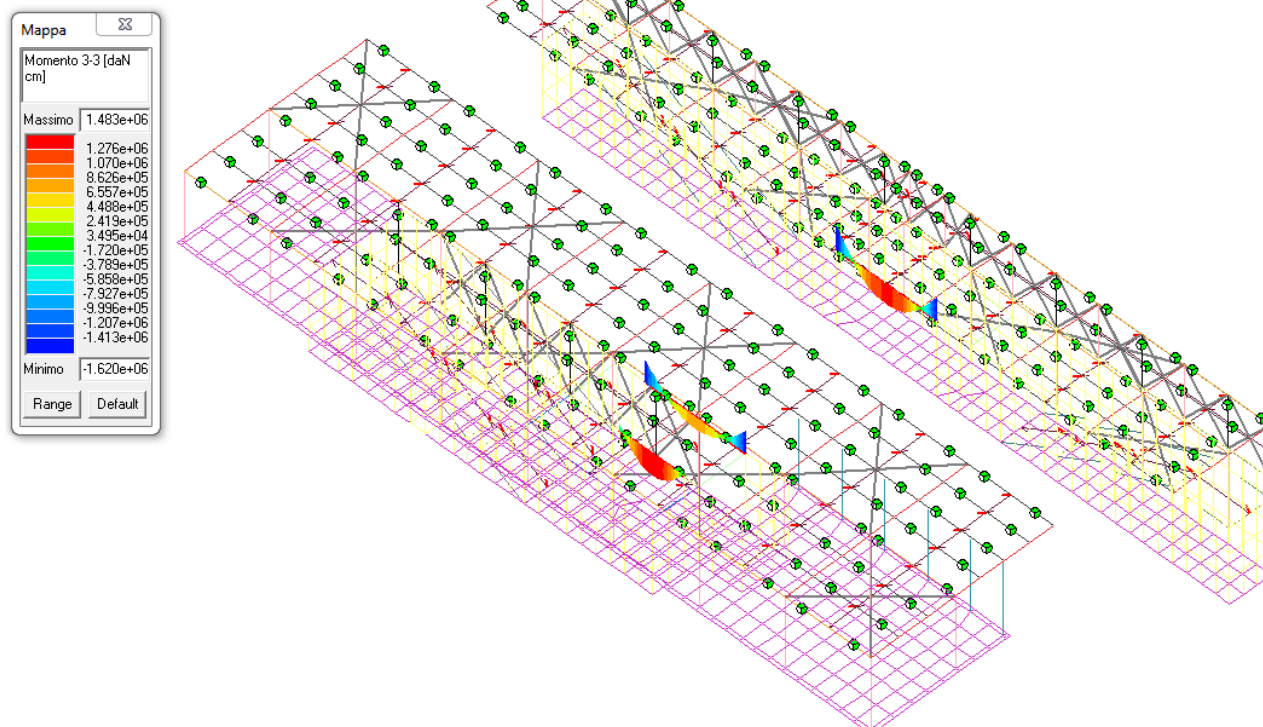 Mappa
Momento 3-3 [daN
cm]
Massimo 1.483e+06
1.276e+06
1.070e+06
8.626e+05
6.557e+05
4.488e+05
2.419e+05
3.495e+04
-1.720e+05
-3.789e+05
-5.858e+05
-7.927e+05
-9.996e+05
-1.207e+06
-1.413e+06
Minimo -1.620e+06
Range Default